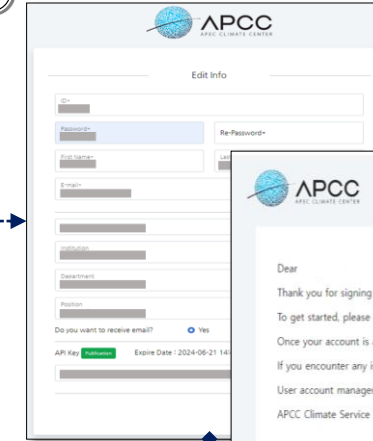 APCC
APEC CLIMATE CENTER
Edit Info
ID*
Password*
Re-Password*
First Name*
E-mail*
Institution
Department
Position
Do you want to receive email? Yes
API Key Publication Expire Date : 2024-06-21 14:
APCC
APEC CLIMATE CENTER
Dear
Thank you for signing
To get started, please
Once your account is
If you encounter any
User account manage
APCC Climate Service